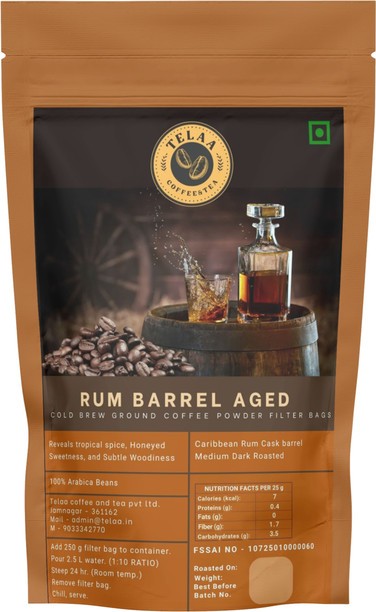 TELAA
COFFEE&TEA
RUM BARREL AGED
COLD BREW GROUND COFFEE POWDER FILTER BAGS
Reveals tropical spice, Honeyed
Sweetness, and Subtle Woodiness
Caribbean Rum Cask barrel
Medium Dark Roasted
100% Arabica Beans
Telaa coffee and tea pvt ltd.
Jamnagar - 361162
Mail - admin@telaa.in
M - 9033342770
Add 250 g filter bag to container.
Pour 2.5 L water. (1:10 RATIO)
Steep 24 hr. (Room temp.)
Remove filter bag.
Chill, serve.
NUTRITION FACTS PER 25 g
Calories (kcal): 7
Proteins (g): 0.4
Fats (g): 0
Fiber (g): 1.7
Carbohydrates (g): 3.5
FSSAI NO - 10725010000060
Roasted On:
Weight:
Best Before
Batch No.